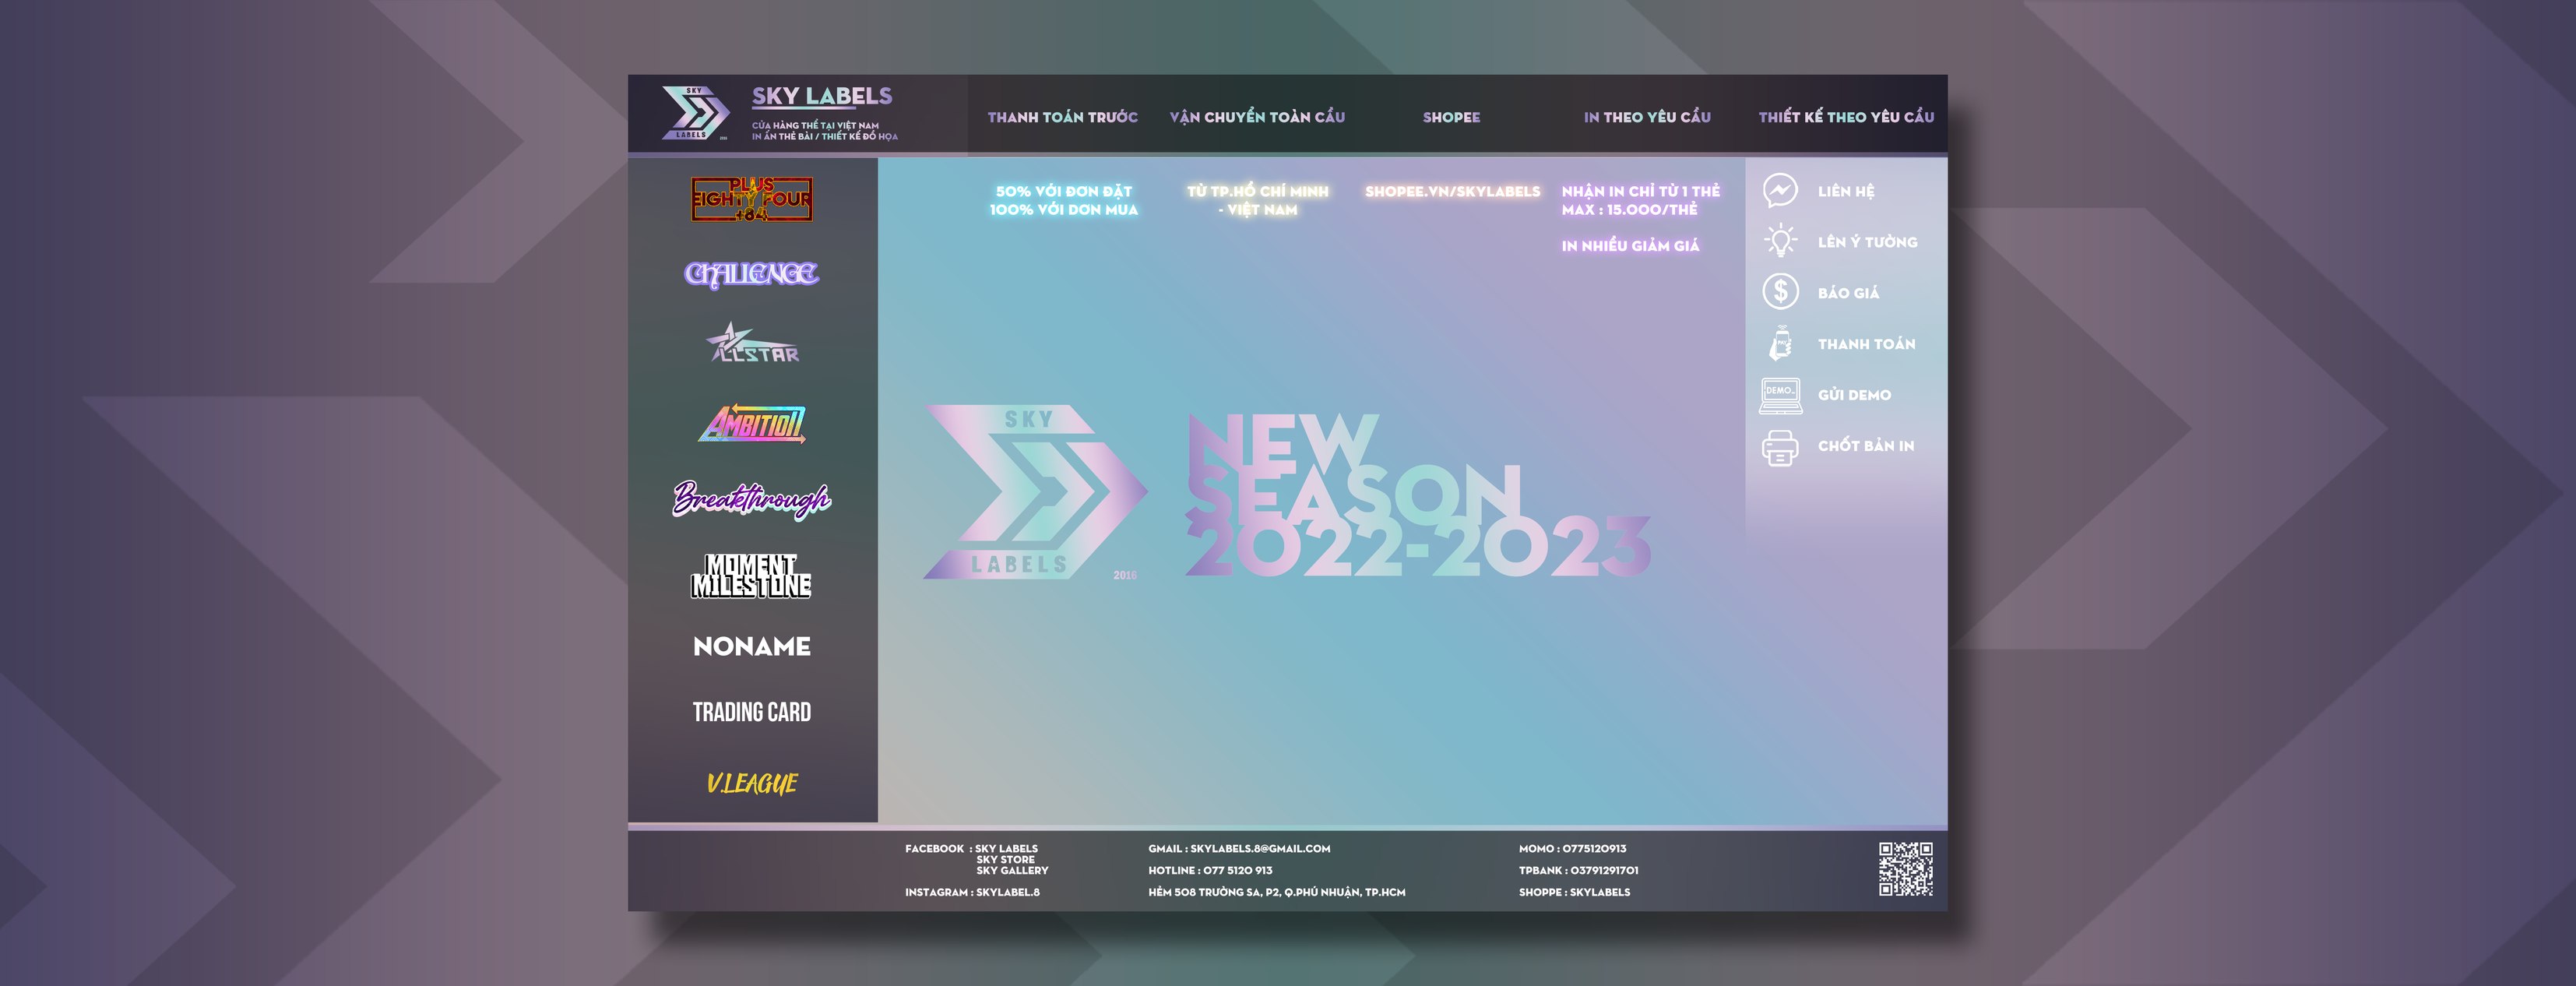 SKY
LABELS
SKY LABELS
CỬA HÀNG THẺ TẠI VIỆT NAM
IN ẤN THẺ BÀI / THIẾT KẾ ĐỒ HỌA
THANH TOÁN TRƯỚC
VẬN CHUYỂN TOÀN CẦU
SHOPEE
IN THEO YÊU CẦU
THIẾT KẾ THEO YÊU CẦU
PLUS
EIGHTY FOUR
+84
CHALLENGE
ALLSTAR
AMBITION
Breakthrough
MOMENT
MILESTONE
NONAME
TRADING CARD
V.LEAGUE
50% VỚI ĐƠN ĐẶT
100% VỚI DƠN MUA
TỪ TP.HỒ CHÍ MINH
- VIỆT NAM
SHOPEE.VN/SKYLABELS
NHẬN IN CHỈ TỪ 1 THẺ
MAX : 15.000/THẺ
IN NHIỀU GIẢM GIÁ
LIÊN HỆ
LÊN Ý TƯỞNG
BÁO GIÁ
THANH TOÁN
DEMO..
GỬI DEMO
CHỐT BẢN IN
SKY
LABELS
2016
NEW
SEASON
2022-2023
FACEBOOK : SKY LABELS
SKY STORE
SKY GALLERY
INSTAGRAM : SKYLABEL.8
GMAIL : SKYLABELS.8@GMAIL.COM
HOTLINE : 077 5120 913
HẺM 508 TRƯỜNG SA, P2, Q.PHÚ NHUẬN, TP.HCM
MOMO : 0775120913
TPBANK : 03791291701
SHOPPE : SKYLABELS